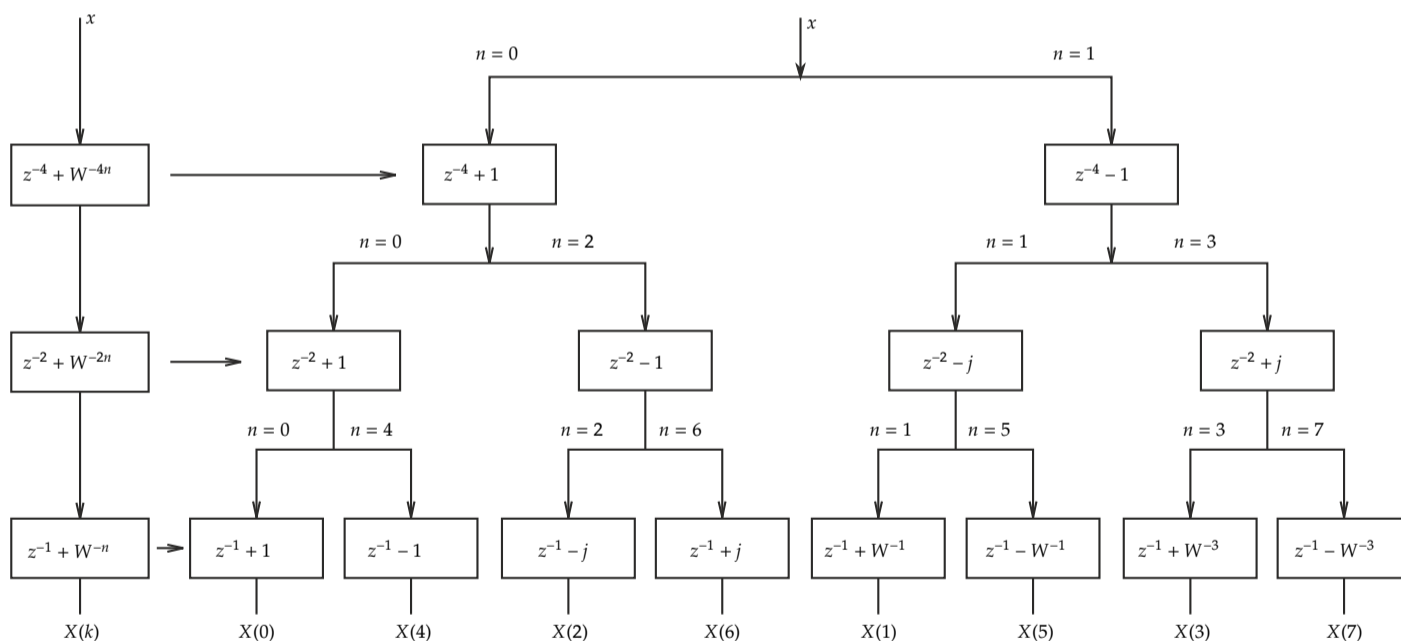 x
x
n = 0
n = 1
z⁻⁴ + W⁻⁴ⁿ
z⁻⁴ + 1
z⁻⁴ − 1
n = 0
n = 2
n = 1
n = 3
z⁻² + W⁻²ⁿ
z⁻² + 1
z⁻² − 1
z⁻² − j
z⁻² + j
n = 0
n = 4
n = 2
n = 6
n = 1
n = 5
n = 3
n = 7
z⁻¹ + W⁻ⁿ
z⁻¹ + 1
z⁻¹ − 1
z⁻¹ − j
z⁻¹ + j
z⁻¹ + W⁻¹
z⁻¹ − W⁻¹
z⁻¹ + W⁻³
z⁻¹ − W⁻³
X(k)
X(0)
X(4)
X(2)
X(6)
X(1)
X(5)
X(3)
X(7)